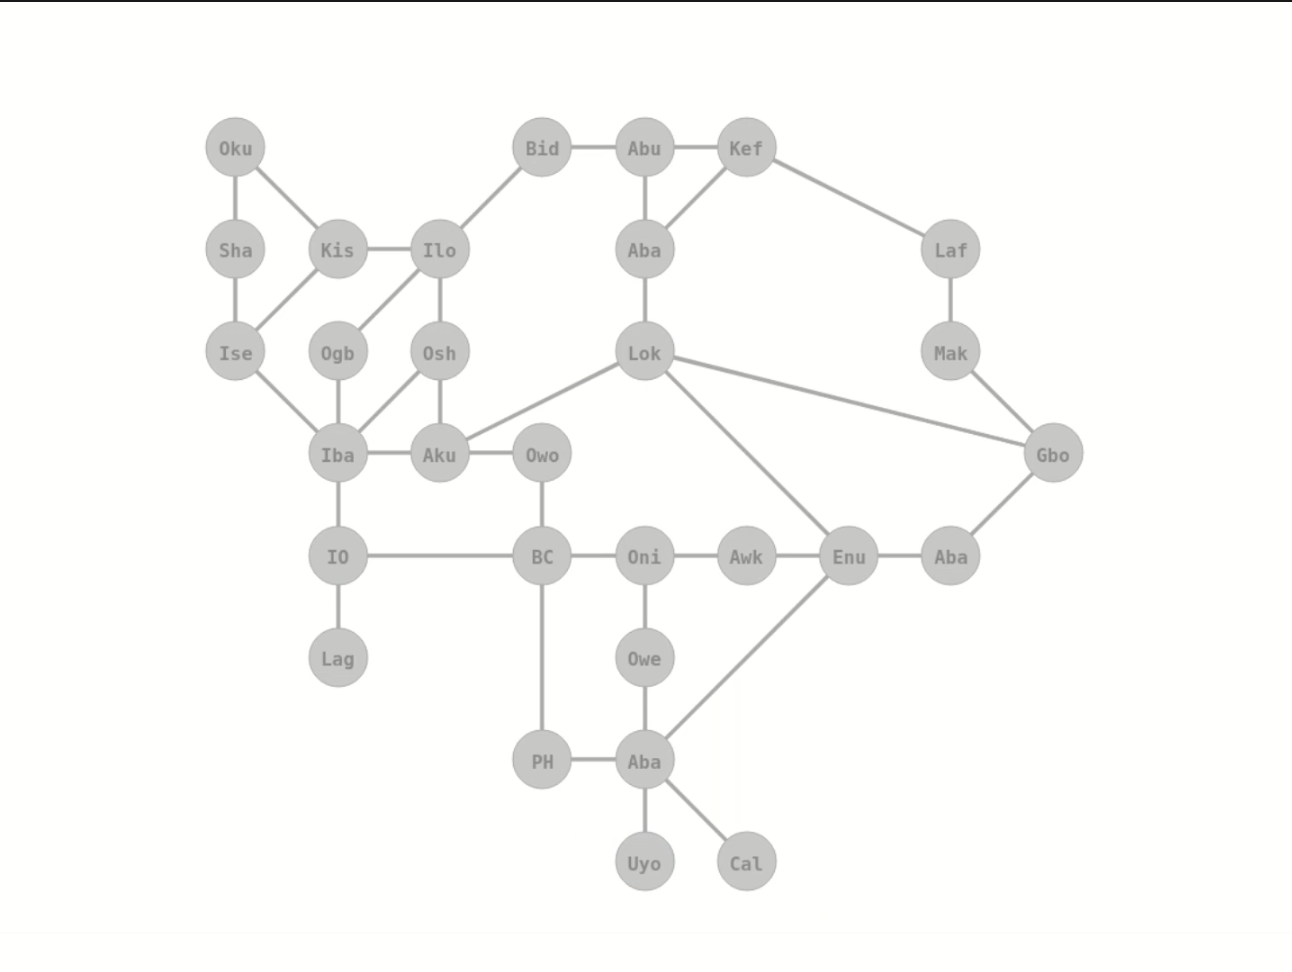 Oku
Bid Abu Kef
Sha Kis Ilo Aba Laf
Ise Ogb Osh Lok Mak
Iba Aku Owo Gbo
IO BC Oni Awk Enu Aba
Lag Owe
PH Aba
Uyo Cal